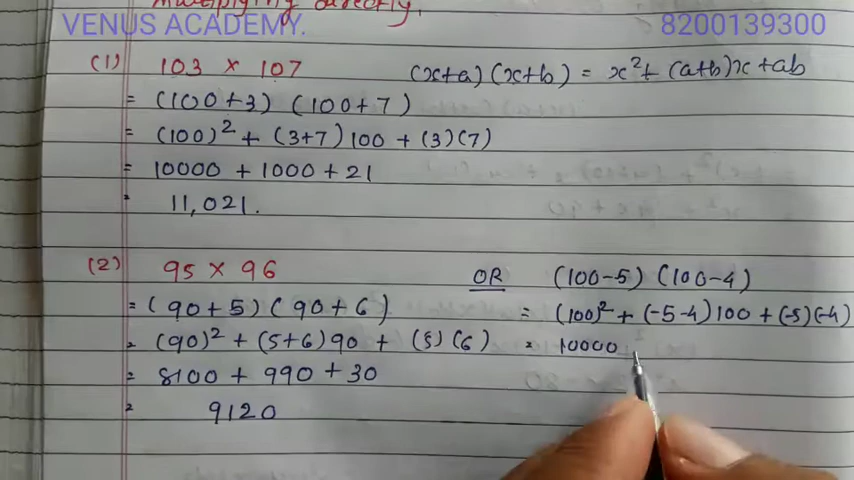 multiplying directly.
VENUS ACADEMY. 8200139300
(1) 103 × 107 (x+a) (x+b) = x² + (a+b)x + ab
= (100+3) (100+7)
= (100)² + (3+7) 100 + (3)(7)
= 10000 + 1000 + 21
= 11,021.
(2) 95 × 96 OR (100-5) (100-4)
= (90+5) (90+6) = (100)² + (-5-4)100 + (-5)(-4)
= (90)² + (5+6) 90 + (5) (6) = 10000
= 8100 + 990 + 30
= 9120